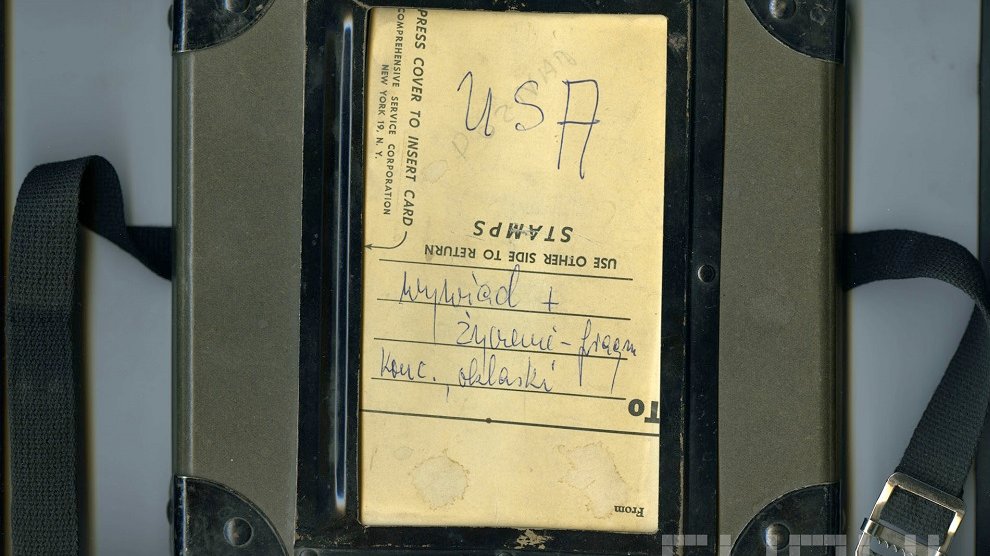 PRESS COVER TO INSERT CARD
COMPREHENSIVE SERVICE CORPORATION
NEW YORK 19, N. Y.
USA
STAMPS
USE OTHER SIDE TO RETURN
wywiad +
życzenia - fragm
konc., oklaski
TO
From